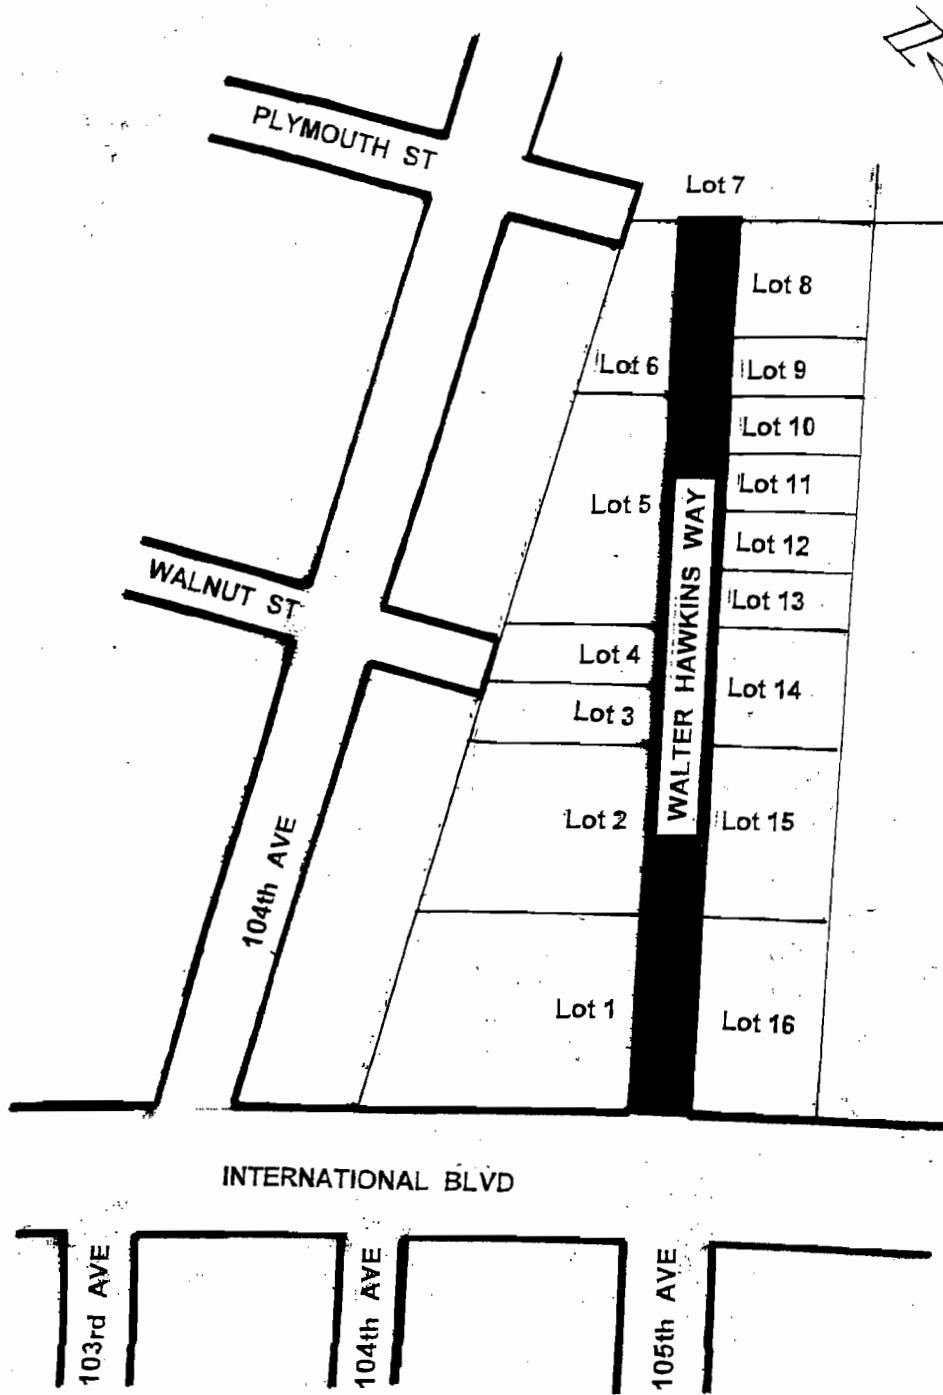 PLYMOUTH ST
Lot 7
Lot 8
Lot 6
Lot 9
Lot 10
Lot 5
Lot 11
WALTER HAWKINS WAY
Lot 12
WALNUT ST
Lot 13
Lot 4
Lot 14
Lot 3
Lot 2
Lot 15
104th AVE
Lot 1
Lot 16
INTERNATIONAL BLVD
103rd AVE
104th AVE
105th AVE